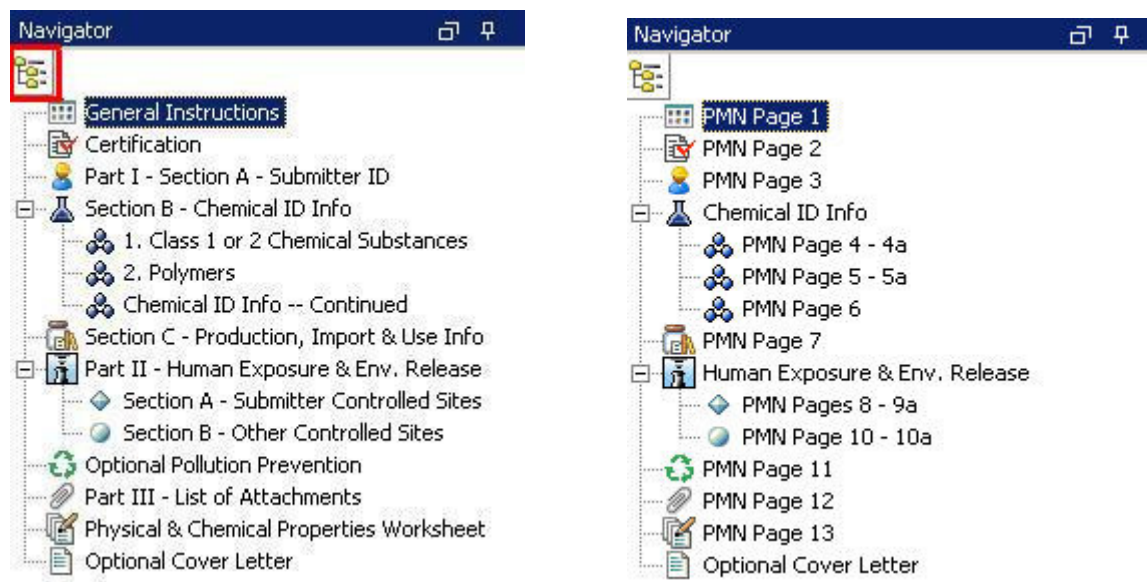 Navigator
General Instructions
Certification
Part I - Section A - Submitter ID
Section B - Chemical ID Info
1. Class 1 or 2 Chemical Substances
2. Polymers
Chemical ID Info -- Continued
Section C - Production, Import & Use Info
Part II - Human Exposure & Env. Release
Section A - Submitter Controlled Sites
Section B - Other Controlled Sites
Optional Pollution Prevention
Part III - List of Attachments
Physical & Chemical Properties Worksheet
Optional Cover Letter
Navigator
PMN Page 1
PMN Page 2
PMN Page 3
Chemical ID Info
PMN Page 4 - 4a
PMN Page 5 - 5a
PMN Page 6
PMN Page 7
Human Exposure & Env. Release
PMN Pages 8 - 9a
PMN Page 10 - 10a
PMN Page 11
PMN Page 12
PMN Page 13
Optional Cover Letter